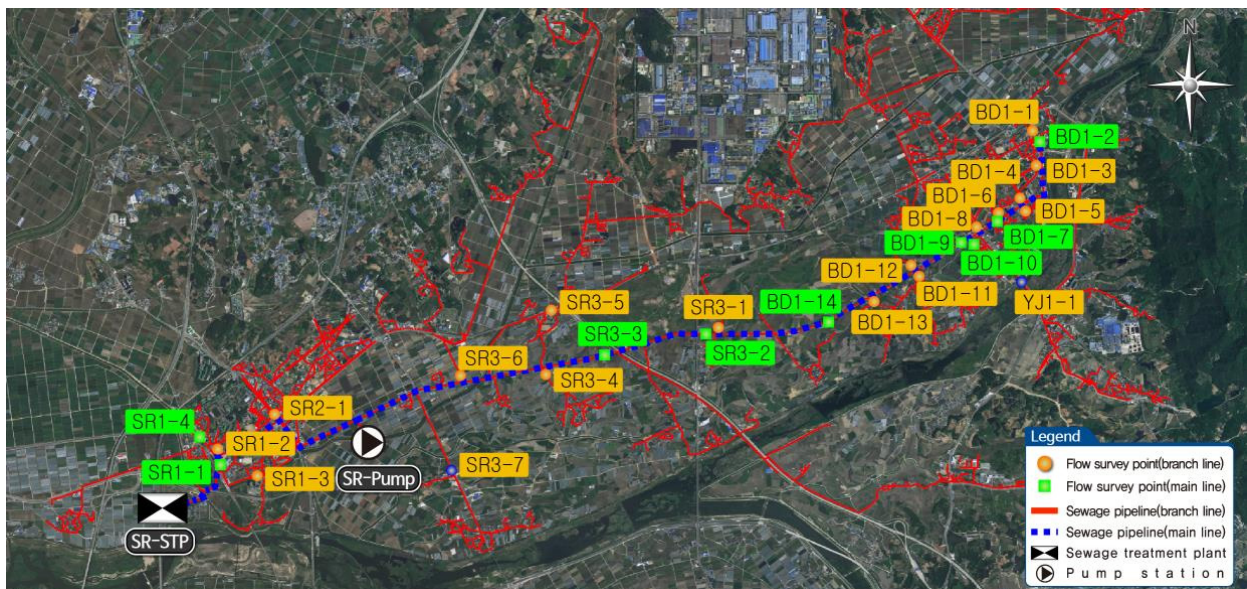 N
BD1-1
BD1-2
BD1-4
BD1-3
BD1-6
BD1-5
BD1-8
BD1-7
BD1-9
BD1-10
BD1-12
BD1-11
YJ1-1
SR3-5
SR3-1
BD1-14
BD1-13
SR3-3
SR3-2
SR3-6
SR3-4
SR2-1
SR1-4
SR1-2
SR1-1
SR1-3
SR-Pump
SR3-7
SR-STP
Legend
Flow survey point(branch line)
Flow survey point(main line)
Sewage pipeline(branch line)
Sewage pipeline(main line)
Sewage treatment plant
Pump station